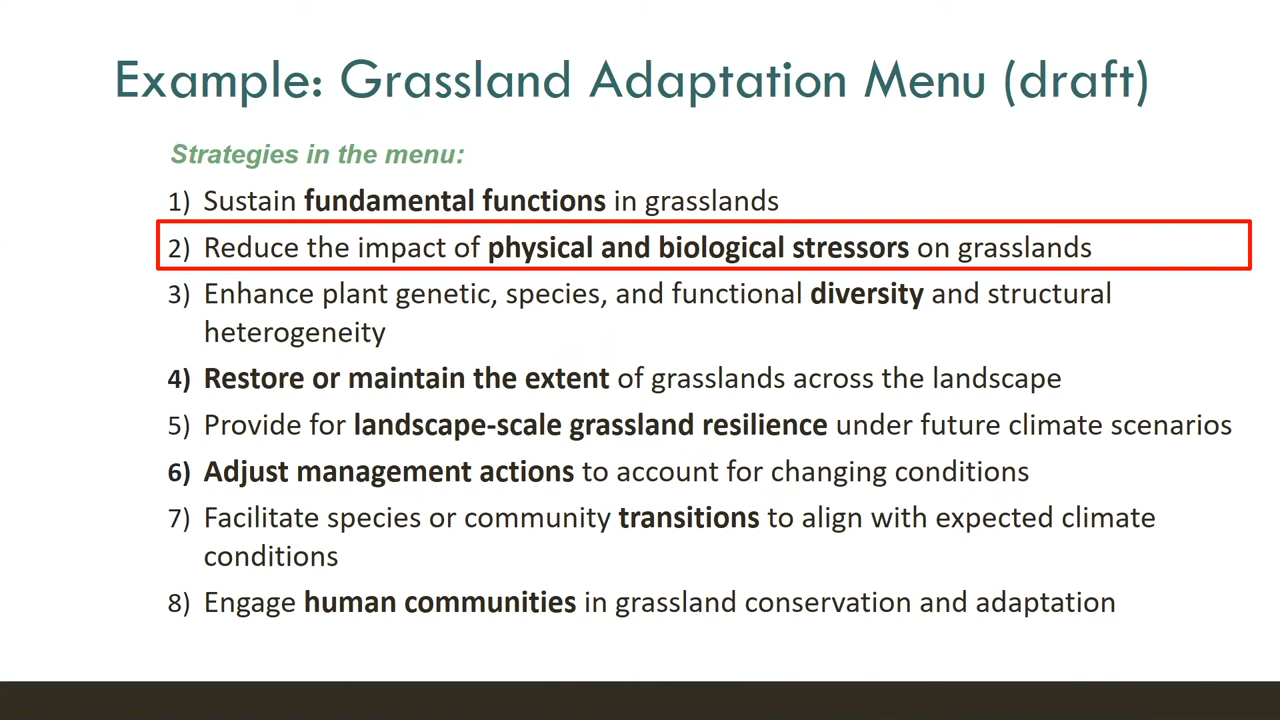 Example: Grassland Adaptation Menu (draft)
Strategies in the menu:
1) Sustain fundamental functions in grasslands
2) Reduce the impact of physical and biological stressors on grasslands
3) Enhance plant genetic, species, and functional diversity and structural
heterogeneity
4) Restore or maintain the extent of grasslands across the landscape
5) Provide for landscape-scale grassland resilience under future climate scenarios
6) Adjust management actions to account for changing conditions
7) Facilitate species or community transitions to align with expected climate
conditions
8) Engage human communities in grassland conservation and adaptation